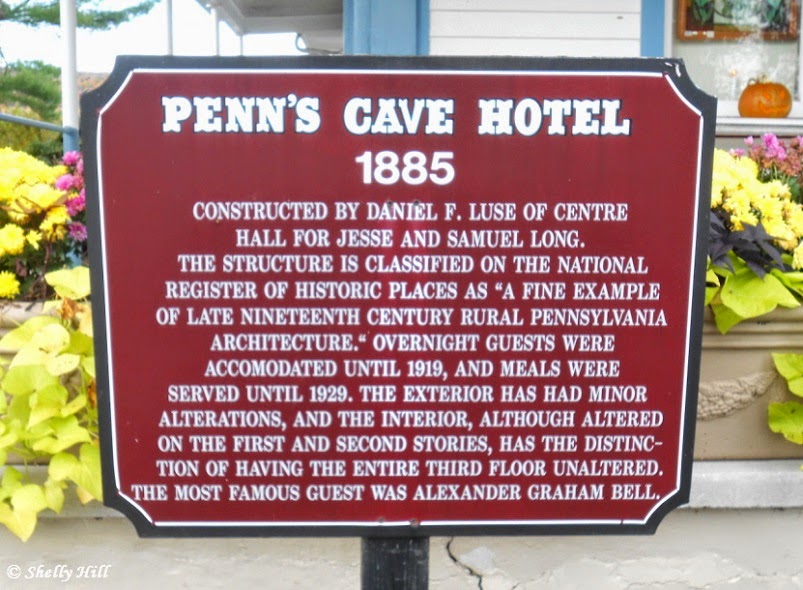 PENN'S CAVE HOTEL
1885
CONSTRUCTED BY DANIEL F. LUSE OF CENTRE
HALL FOR JESSE AND SAMUEL LONG.
THE STRUCTURE IS CLASSIFIED ON THE NATIONAL
REGISTER OF HISTORIC PLACES AS "A FINE EXAMPLE
OF LATE NINETEENTH CENTURY RURAL PENNSYLVANIA
ARCHITECTURE." OVERNIGHT GUESTS WERE
ACCOMODATED UNTIL 1919, AND MEALS WERE
SERVED UNTIL 1929. THE EXTERIOR HAS HAD MINOR
ALTERATIONS, AND THE INTERIOR, ALTHOUGH ALTERED
ON THE FIRST AND SECOND STORIES, HAS THE DISTINC-
TION OF HAVING THE ENTIRE THIRD FLOOR UNALTERED.
THE MOST FAMOUS GUEST WAS ALEXANDER GRAHAM BELL.
© Shelly Hill